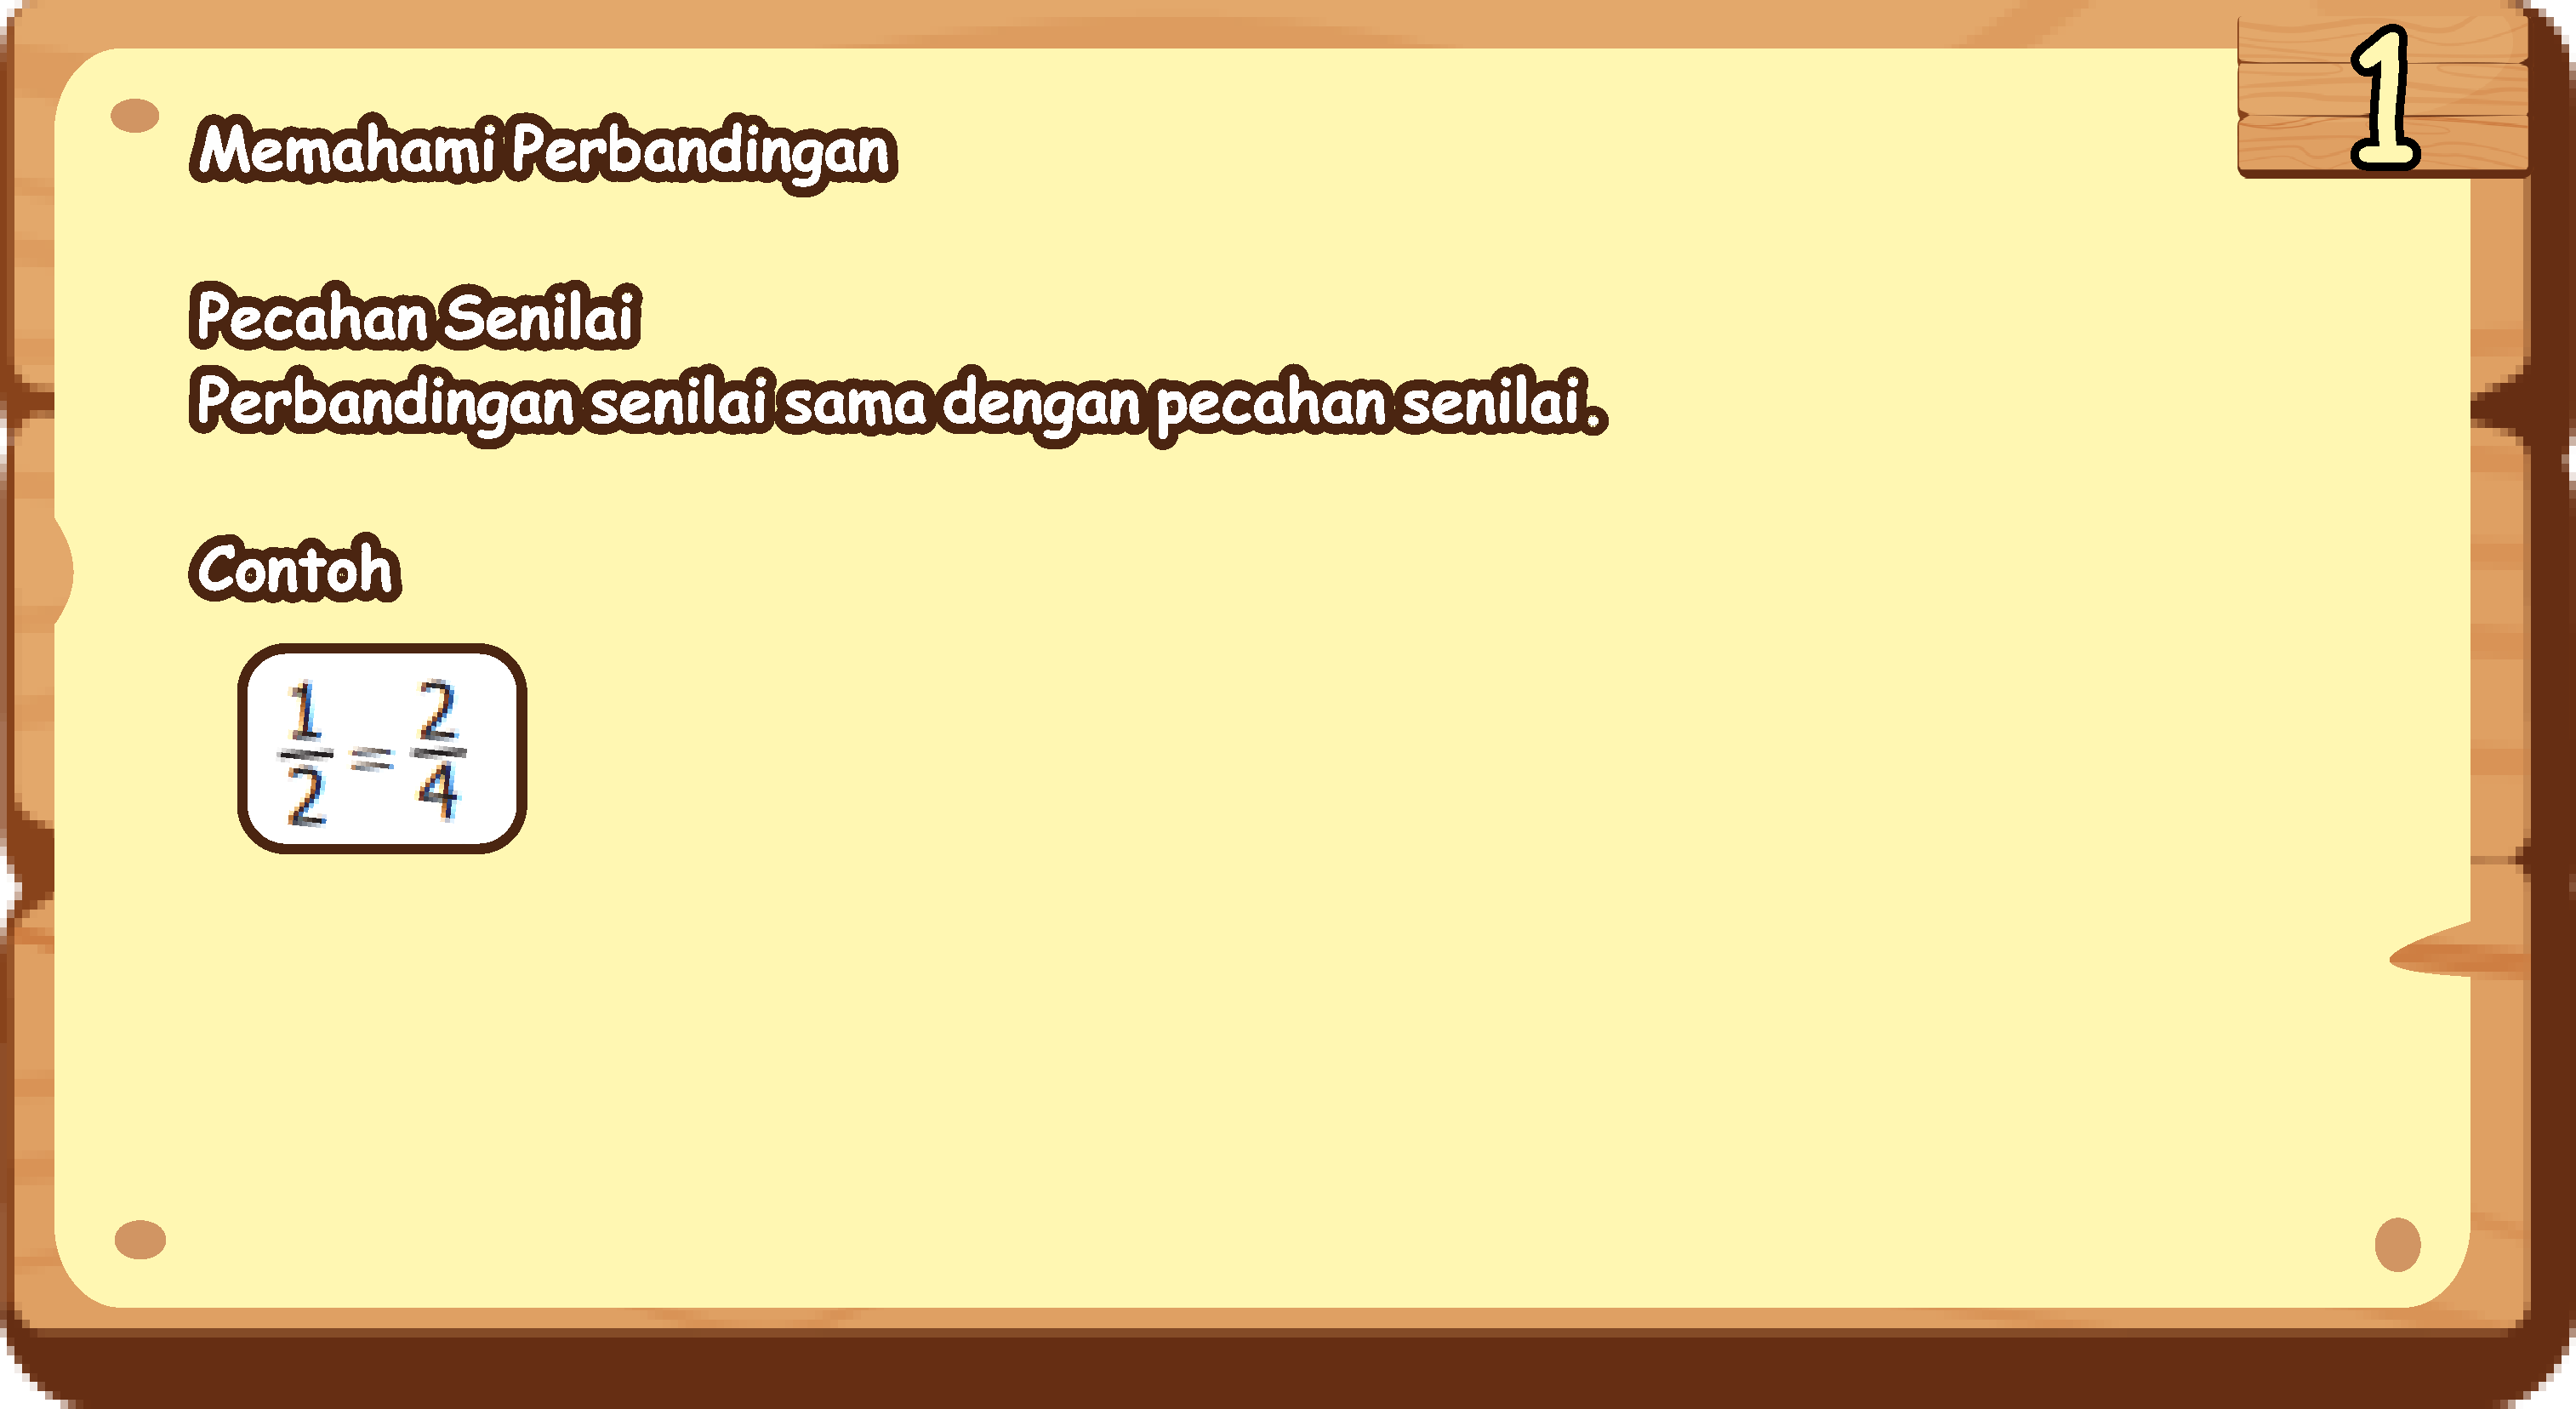 1
Memahami Perbandingan
Pecahan Senilai
Perbandingan senilai sama dengan pecahan senilai.
Contoh
1/2 = 2/4